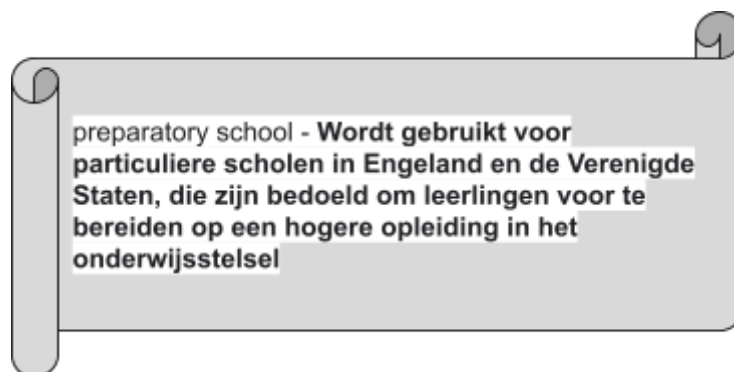 preparatory school - Wordt gebruikt voor
particuliere scholen in Engeland en de Verenigde
Staten, die zijn bedoeld om leerlingen voor te
bereiden op een hogere opleiding in het
onderwijsstelsel